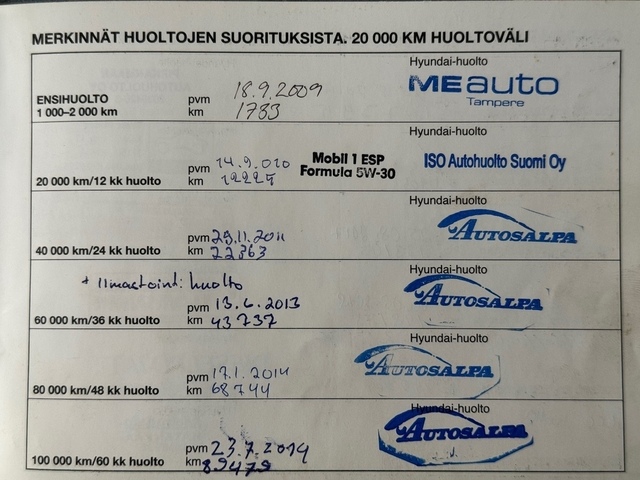 MERKINNÄT HUOLTOJEN SUORITUKSISTA. 20 000 KM HUOLTOVÄLI
Hyundai-huolto
MEauto
Tampere
ENSIHUOLTO
1 000–2 000 km
pvm 18.9.2009
km 1783
Hyundai-huolto
ISO Autohuolto Suomi Oy
Mobil 1 ESP
Formula 5W-30
20 000 km/12 kk huolto
pvm 14.9.010
km
Hyundai-huolto
AUTOSALPA
40 000 km/24 kk huolto
pvm 29.11.2011
km 22863
Hyundai-huolto
AUTOSALPA
+ Ilmastointi huolto
60 000 km/36 kk huolto
pvm 13.6.2013
km 43737
Hyundai-huolto
AUTOSALPA
80 000 km/48 kk huolto
pvm 17.1.2014
km 68744
Hyundai-huolto
AUTOSALPA
100 000 km/60 kk huolto
pvm 23.7.2014
km 89479